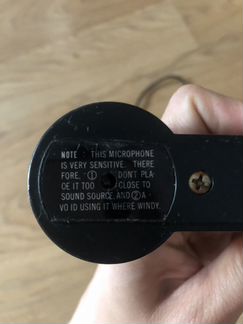 NOTE : THIS MICROPHONE
IS VERY SENSITIVE. THERE
FORE, ① DON'T PLA
CE IT TOO CLOSE TO
SOUND SOURCE, AND ② A
VOID USING IT WHERE WINDY.